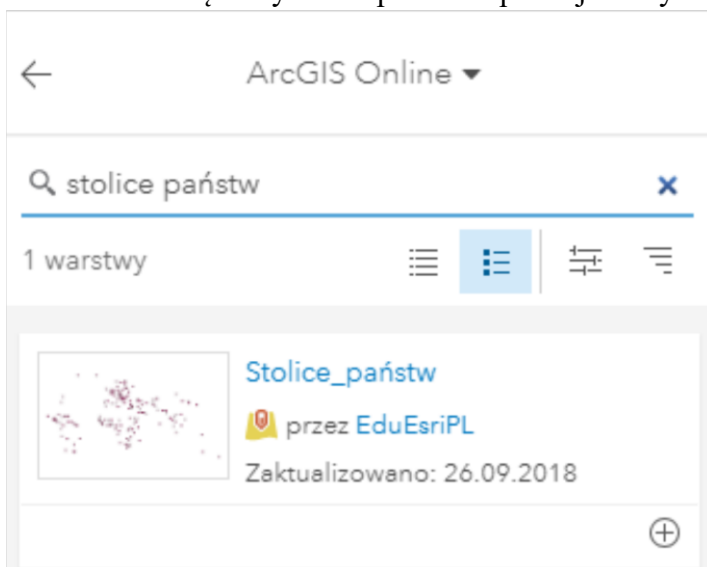 ArcGIS Online
stolice państw
1 warstwy
Stolice_państw
przez EduEsriPL
Zaktualizowano: 26.09.2018